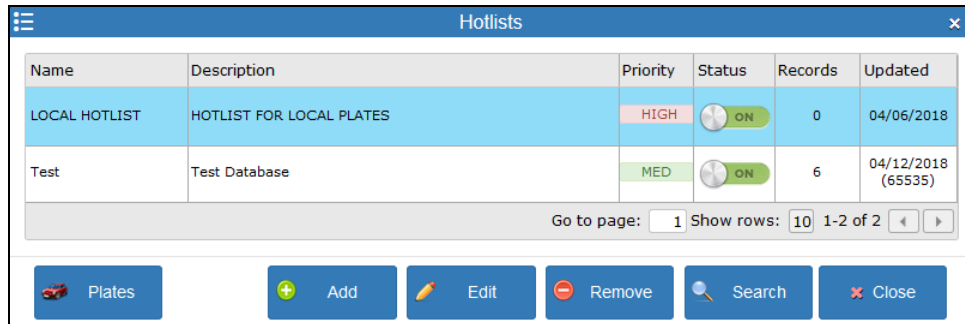 Hotlists
Name Description Priority Status Records Updated
LOCAL HOTLIST HOTLIST FOR LOCAL PLATES HIGH ON 0 04/06/2018
Test Test Database MED ON 6 04/12/2018
(65535)
Go to page: 1 Show rows: 10 1-2 of 2
Plates Add Edit Remove Search Close